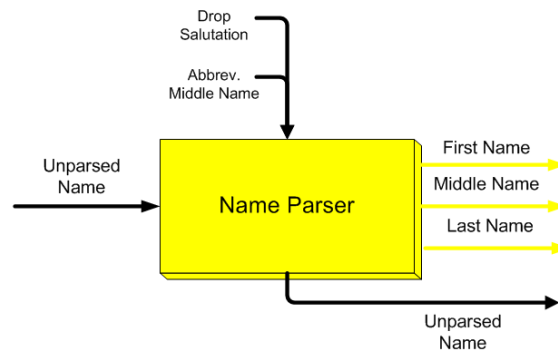 Drop
Salutation
Abbrev.
Middle Name
Unparsed
Name
Name Parser
First Name
Middle Name
Last Name
Unparsed
Name